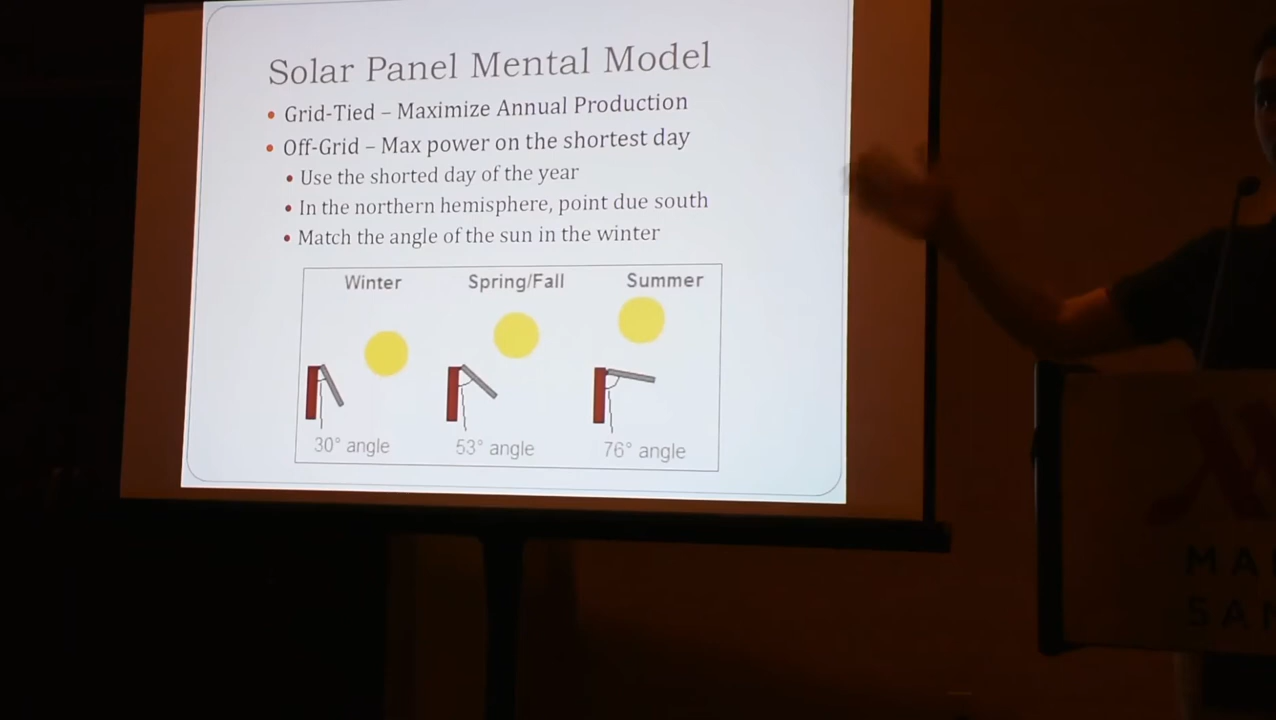 Solar Panel Mental Model
• Grid-Tied – Maximize Annual Production
• Off-Grid – Max power on the shortest day
• Use the shorted day of the year
• In the northern hemisphere, point due south
• Match the angle of the sun in the winter
Winter Spring/Fall Summer
30° angle 53° angle 76° angle
MA
SAN